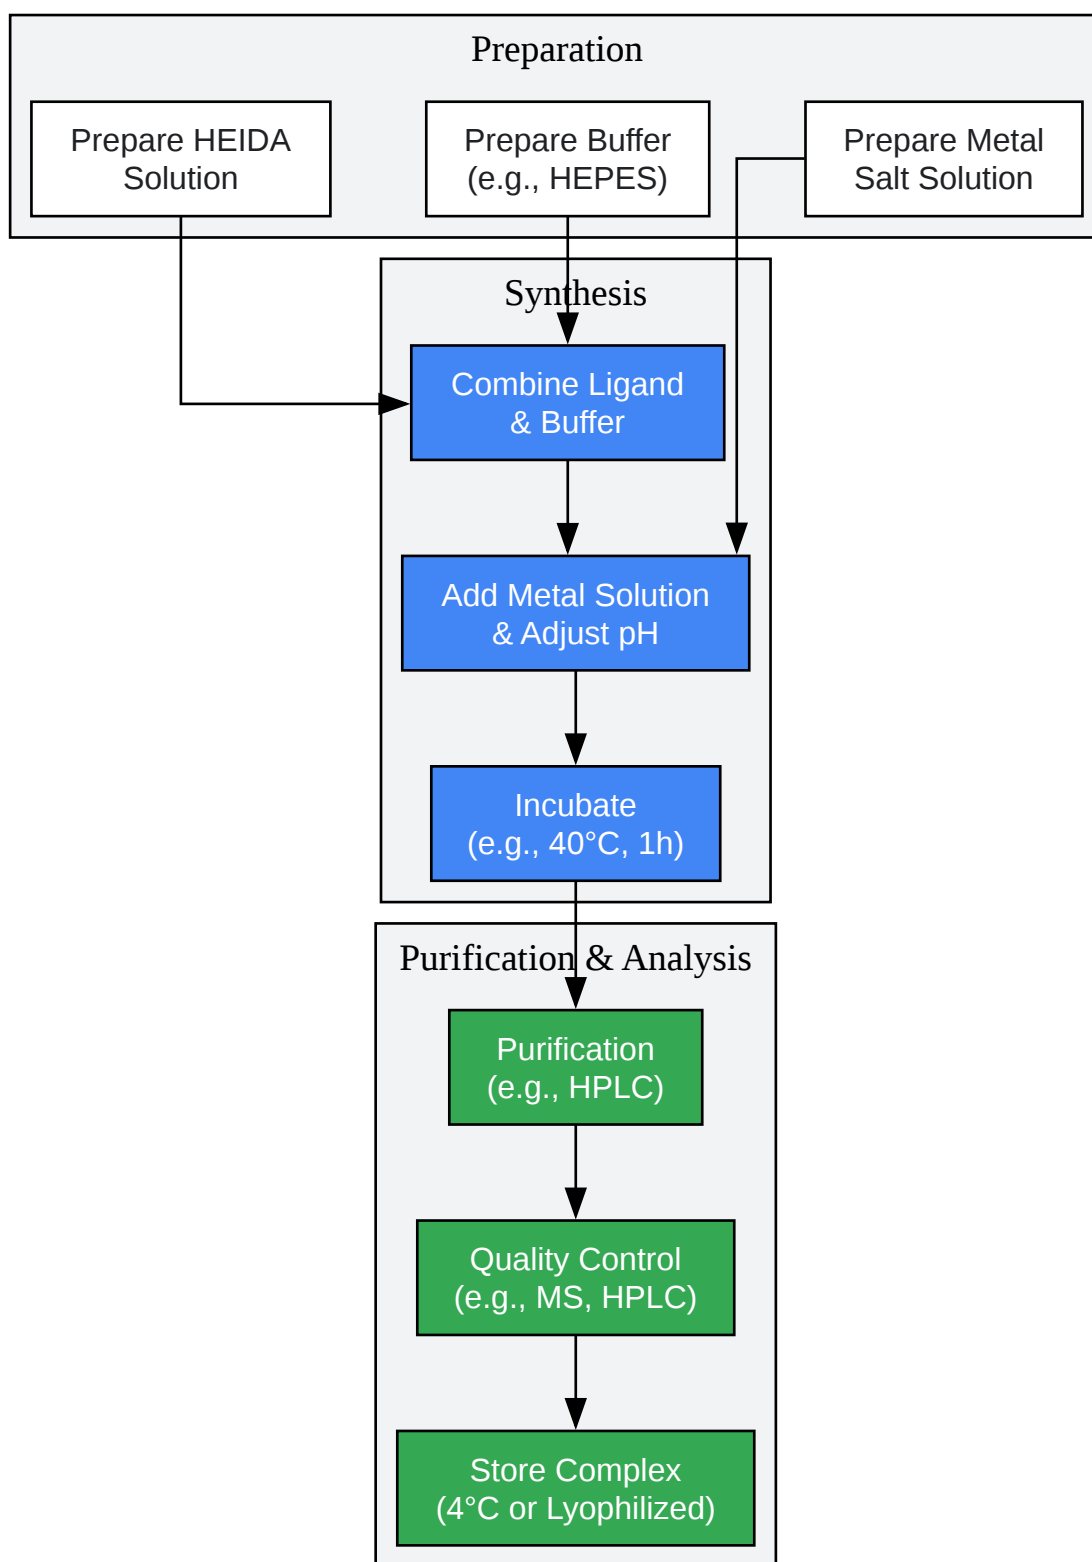 Preparation
Prepare HEIDA
Solution
Prepare Buffer
(e.g., HEPES)
Prepare Metal
Salt Solution
Synthesis
Combine Ligand
& Buffer
Add Metal Solution
& Adjust pH
Incubate
(e.g., 40°C, 1h)
Purification & Analysis
Purification
(e.g., HPLC)
Quality Control
(e.g., MS, HPLC)
Store Complex
(4°C or Lyophilized)